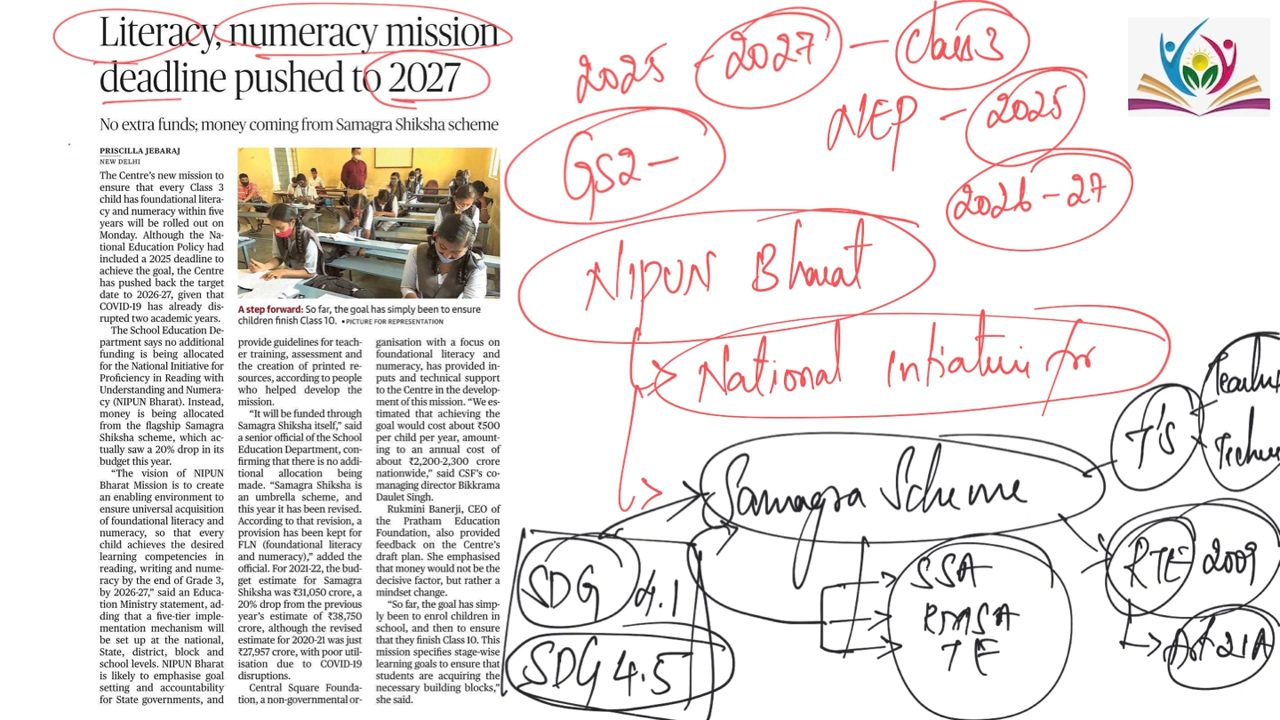 Literacy, numeracy mission
deadline pushed to 2027
No extra funds; money coming from Samagra Shiksha scheme
PRISCILLA JEBARAJ
NEW DELHI
The Centre's new mission to
ensure that every Class 3
child has foundational litera-
cy and numeracy within five
years will be rolled out on
Monday. Although the Na-
tional Education Policy had
included a 2025 deadline to
achieve the goal, the Centre
has pushed back the target
date to 2026-27, given that
COVID-19 has already dis-
rupted two academic years.
The School Education De-
partment says no additional
funding is being allocated
for the National Initiative for
Proficiency in Reading with
Understanding and Numera-
cy (NIPUN Bharat). Instead,
money is being allocated
from the flagship Samagra
Shiksha scheme, which ac-
tually saw a 20% drop in its
budget this year.
"The vision of NIPUN
Bharat Mission is to create
an enabling environment to
ensure universal acquisition
of foundational literacy and
numeracy, so that every
child achieves the desired
learning competencies in
reading, writing and nume-
racy by the end of Grade 3,
by 2026-27," said an Educa-
tion Ministry statement, ad-
ding that a five-tier imple-
mentation mechanism will
be set up at the national,
State, district, block and
school levels. NIPUN Bharat
is likely to emphasise goal
setting and accountability
for State governments, and
A step forward: So far, the goal has simply been to ensure
children finish Class 10. •PICTURE FOR REPRESENTATION
provide guidelines for teach-
er training, assessment and
the creation of printed re-
sources, according to people
who helped develop the
mission.
"It will be funded through
Samagra Shiksha itself," said
a senior official of the School
Education Department, con-
firming that there is no addi-
tional allocation being
made. "Samagra Shiksha is
an umbrella scheme, and
this year it has been revised.
According to that revision, a
provision has been kept for
FLN (foundational literacy
and numeracy)," added the
official. For 2021-22, the bud-
get estimate for Samagra
Shiksha was ₹31,050 crore, a
20% drop from the previous
year's estimate of ₹38,750
crore, although the revised
estimate for 2020-21 was just
₹27,957 crore, with poor util-
isation due to COVID-19
disruptions.
Central Square Founda-
tion, a non-governmental or-
ganisation with a focus on
foundational literacy and
numeracy, has provided in-
puts and technical support
to the Centre in the develop-
ment of this mission. "We es-
timated that achieving the
goal would cost about ₹500
per child per year, amount-
ing to an annual cost of
about ₹2,200-2,300 crore
nationwide," said CSF's co-
managing director Bikkrama
Daulet Singh.
Rukmini Banerji, CEO of
the Pratham Education
Foundation, also provided
feedback on the Centre's
draft plan. She emphasised
that money would not be the
decisive factor, but rather a
mindset change.
"So far, the goal has simp-
ly been to enrol children in
school, and then to ensure
that they finish Class 10. This
mission specifies stage-wise
learning goals to ensure that
students are acquiring the
necessary building blocks,"
she said.
2025 - 2027 - Class 3
NEP - 2025
2026-27
GS2-
NIPUN Bharat
National for
Samagra Scheme
T'S
SSA
RMSA
TE
RTE 2009
Art 21A
SDG 4.1
SDG 4.5